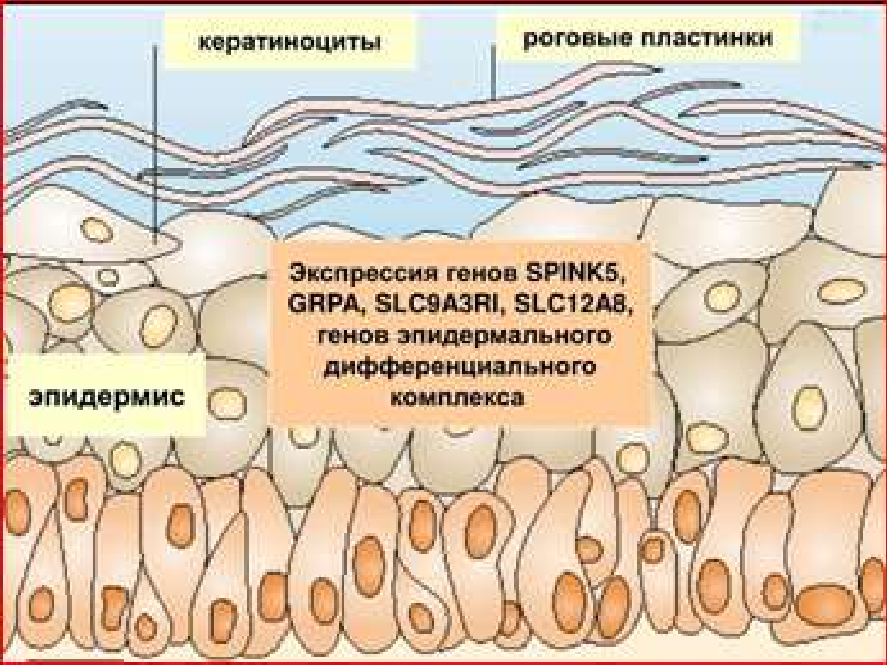 кератиноциты
роговые пластинки
Экспрессия генов SPINK5,
GRPA, SLC9A3RI, SLC12A8,
генов эпидермального
дифференциального
комплекса
эпидермис